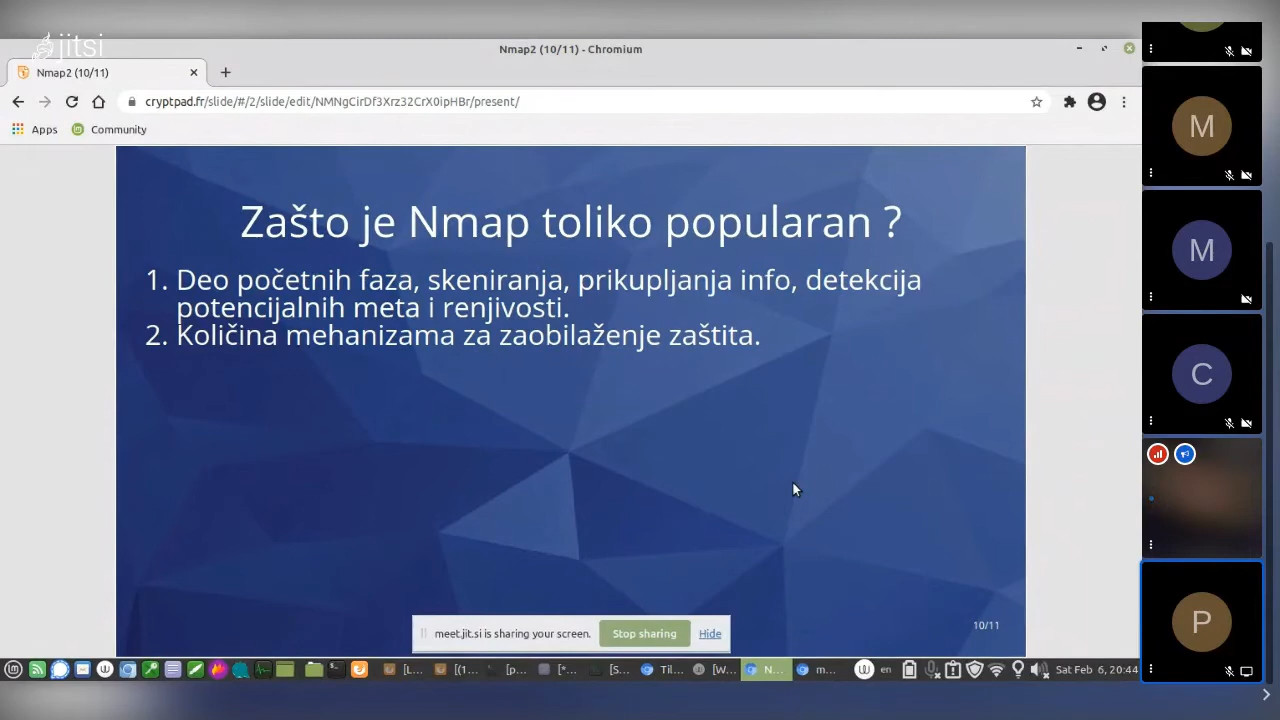 jitsi
Nmap2 (10/11) - Chromium
Nmap2 (10/11)
cryptpad.fr/slide/#/2/slide/edit/NMNgCirDf3Xrz32CrX0ipHBr/present/
Apps
Community
Zašto je Nmap toliko popularan ?
1. Deo početnih faza, skeniranja, prikupljanja info, detekcija
potencijalnih meta i renjivosti.
2. Količina mehanizama za zaobilaženje zaštita.
10/11
meet.jit.si is sharing your screen.
Stop sharing
Hide
M
M
C
P
[L...
[(1...
[p...
[*...
[S...
Til...
[W...
N...
m...
en
Sat Feb 6, 20:44